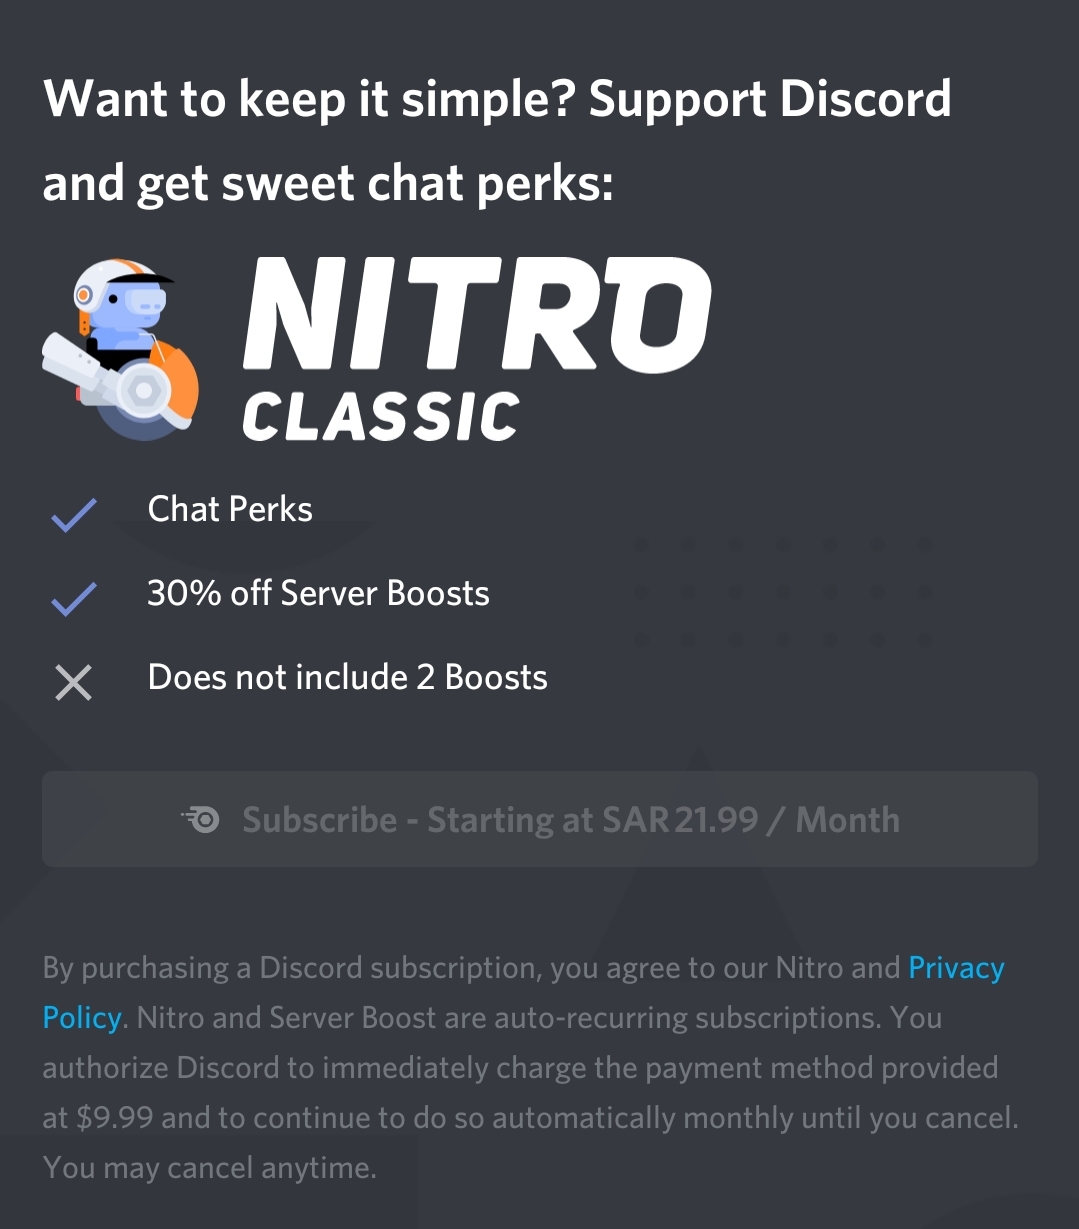 Want to keep it simple? Support Discord
and get sweet chat perks:
NITRO
CLASSIC
Chat Perks
30% off Server Boosts
Does not include 2 Boosts
Subscribe - Starting at SAR 21.99 / Month
By purchasing a Discord subscription, you agree to our Nitro and Privacy
Policy. Nitro and Server Boost are auto-recurring subscriptions. You
authorize Discord to immediately charge the payment method provided
at $9.99 and to continue to do so automatically monthly until you cancel.
You may cancel anytime.